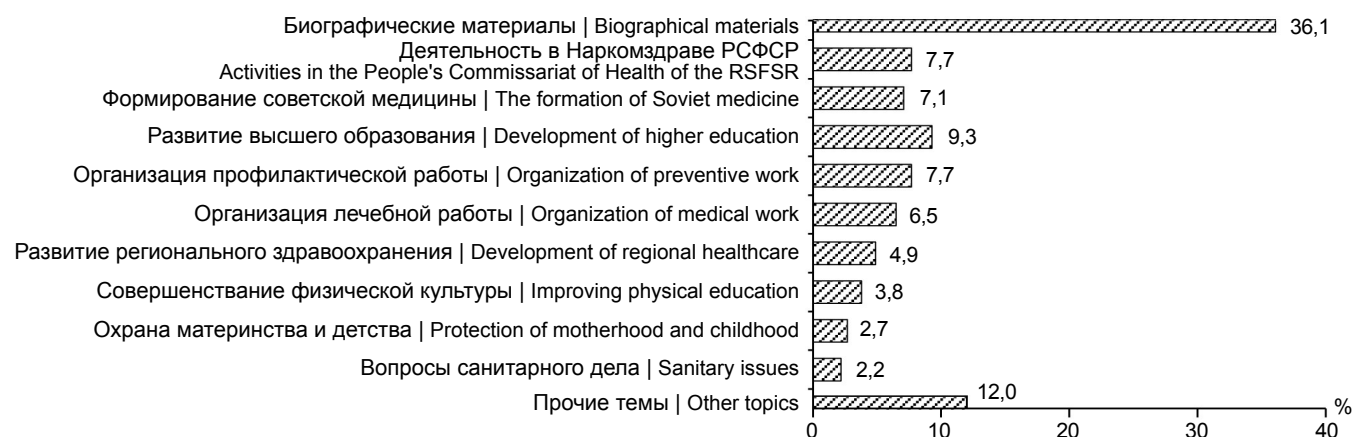 Биографические материалы | Biographical materials 36,1
Деятельность в Наркомздраве РСФСР
Activities in the People's Commissariat of Health of the RSFSR 7,7
Формирование советской медицины | The formation of Soviet medicine 7,1
Развитие высшего образования | Development of higher education 9,3
Организация профилактической работы | Organization of preventive work 7,7
Организация лечебной работы | Organization of medical work 6,5
Развитие регионального здравоохранения | Development of regional healthcare 4,9
Совершенствание физической культуры | Improving physical education 3,8
Охрана материнства и детства | Protection of motherhood and childhood 2,7
Вопросы санитарного дела | Sanitary issues 2,2
Прочие темы | Other topics 12,0
%
0 10 20 30 40